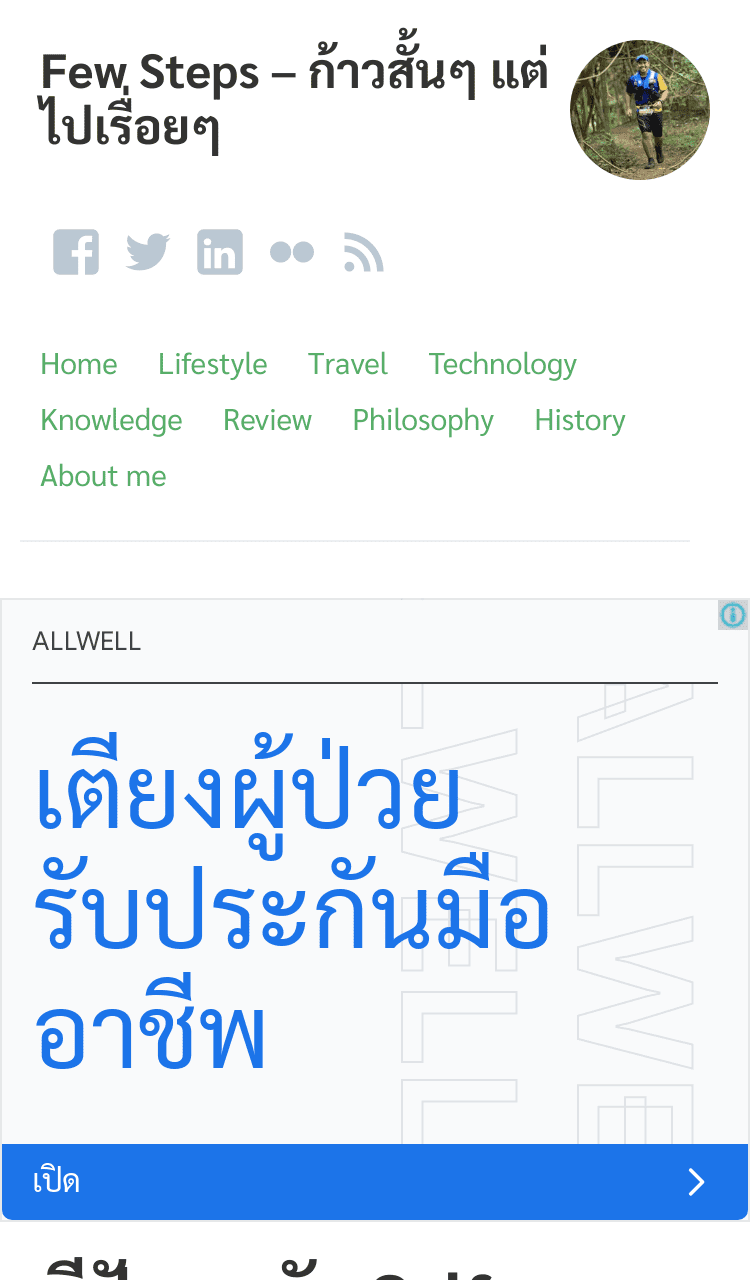 Few Steps – ก้าวสั้นๆ แต่
ไปเรื่อยๆ
Home Lifestyle Travel Technology
Knowledge Review Philosophy History
About me
ALLWELL
เตียงผู้ป่วย
รับประกันมือ
อาชีพ
เปิด